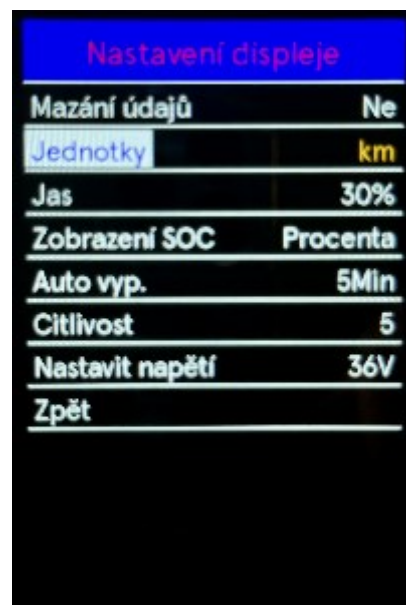 Nastavení displeje
Mazání údajů Ne
Jednotky km
Jas 30%
Zobrazení SOC Procenta
Auto vyp. 5Min
Citlivost 5
Nastavit napětí 36V
Zpět